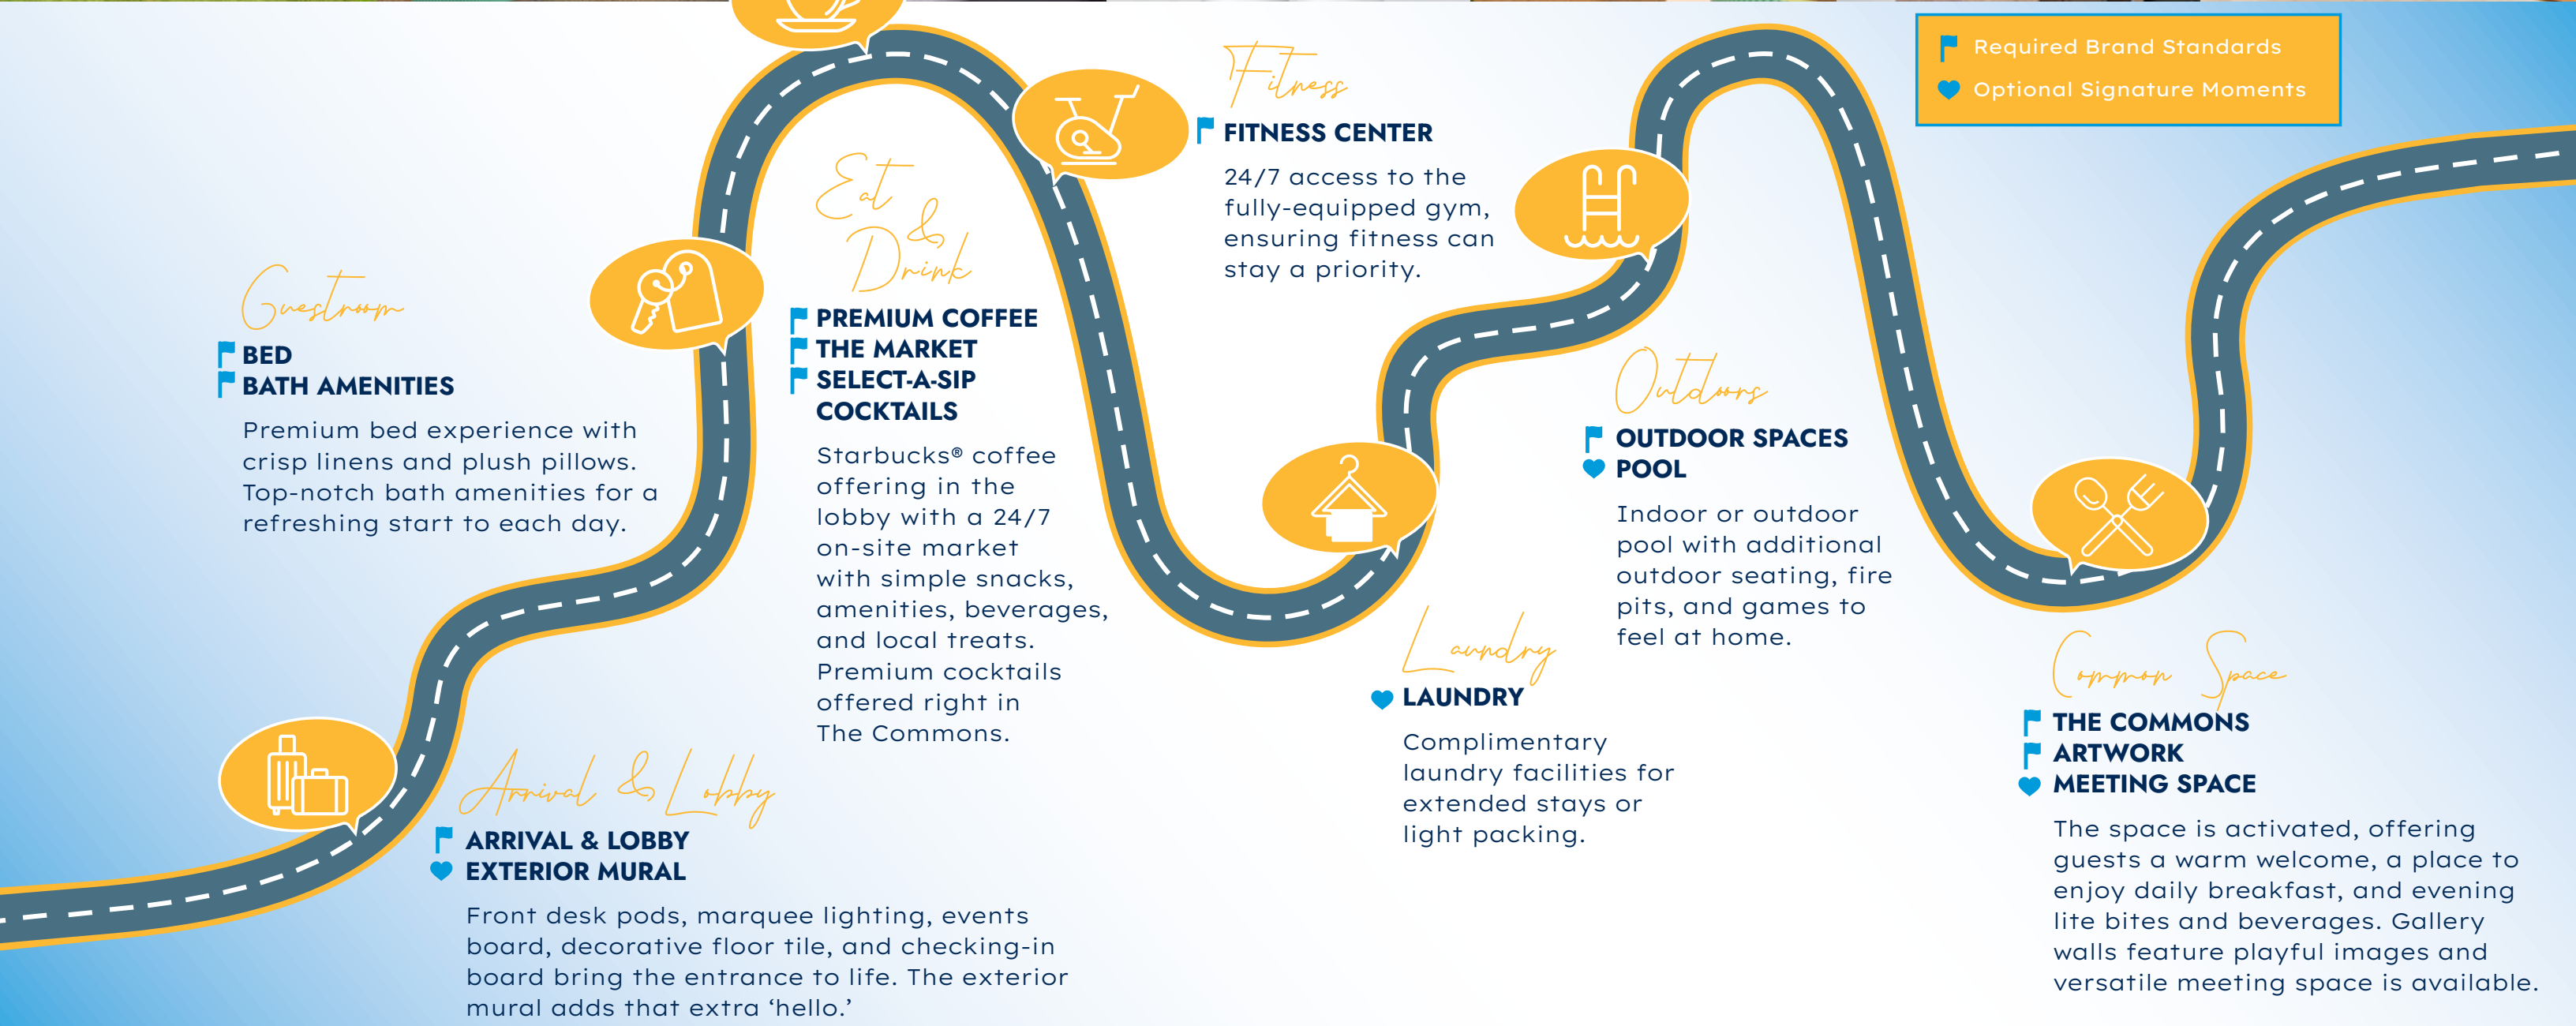 Required Brand Standards
Optional Signature Moments
Guestroom
BED
BATH AMENITIES
Premium bed experience with
crisp linens and plush pillows.
Top-notch bath amenities for a
refreshing start to each day.
Arrival & Lobby
ARRIVAL & LOBBY
EXTERIOR MURAL
Front desk pods, marquee lighting, events
board, decorative floor tile, and checking-in
board bring the entrance to life. The exterior
mural adds that extra ‘hello.’
Eat
&
Drink
PREMIUM COFFEE
THE MARKET
SELECT-A-SIP
COCKTAILS
Starbucks® coffee
offering in the
lobby with a 24/7
on-site market
with simple snacks,
amenities, beverages,
and local treats.
Premium cocktails
offered right in
The Commons.
Fitness
FITNESS CENTER
24/7 access to the
fully-equipped gym,
ensuring fitness can
stay a priority.
Laundry
LAUNDRY
Complimentary
laundry facilities for
extended stays or
light packing.
Outdoors
OUTDOOR SPACES
POOL
Indoor or outdoor
pool with additional
outdoor seating, fire
pits, and games to
feel at home.
Common Space
THE COMMONS
ARTWORK
MEETING SPACE
The space is activated, offering
guests a warm welcome, a place to
enjoy daily breakfast, and evening
lite bites and beverages. Gallery
walls feature playful images and
versatile meeting space is available.